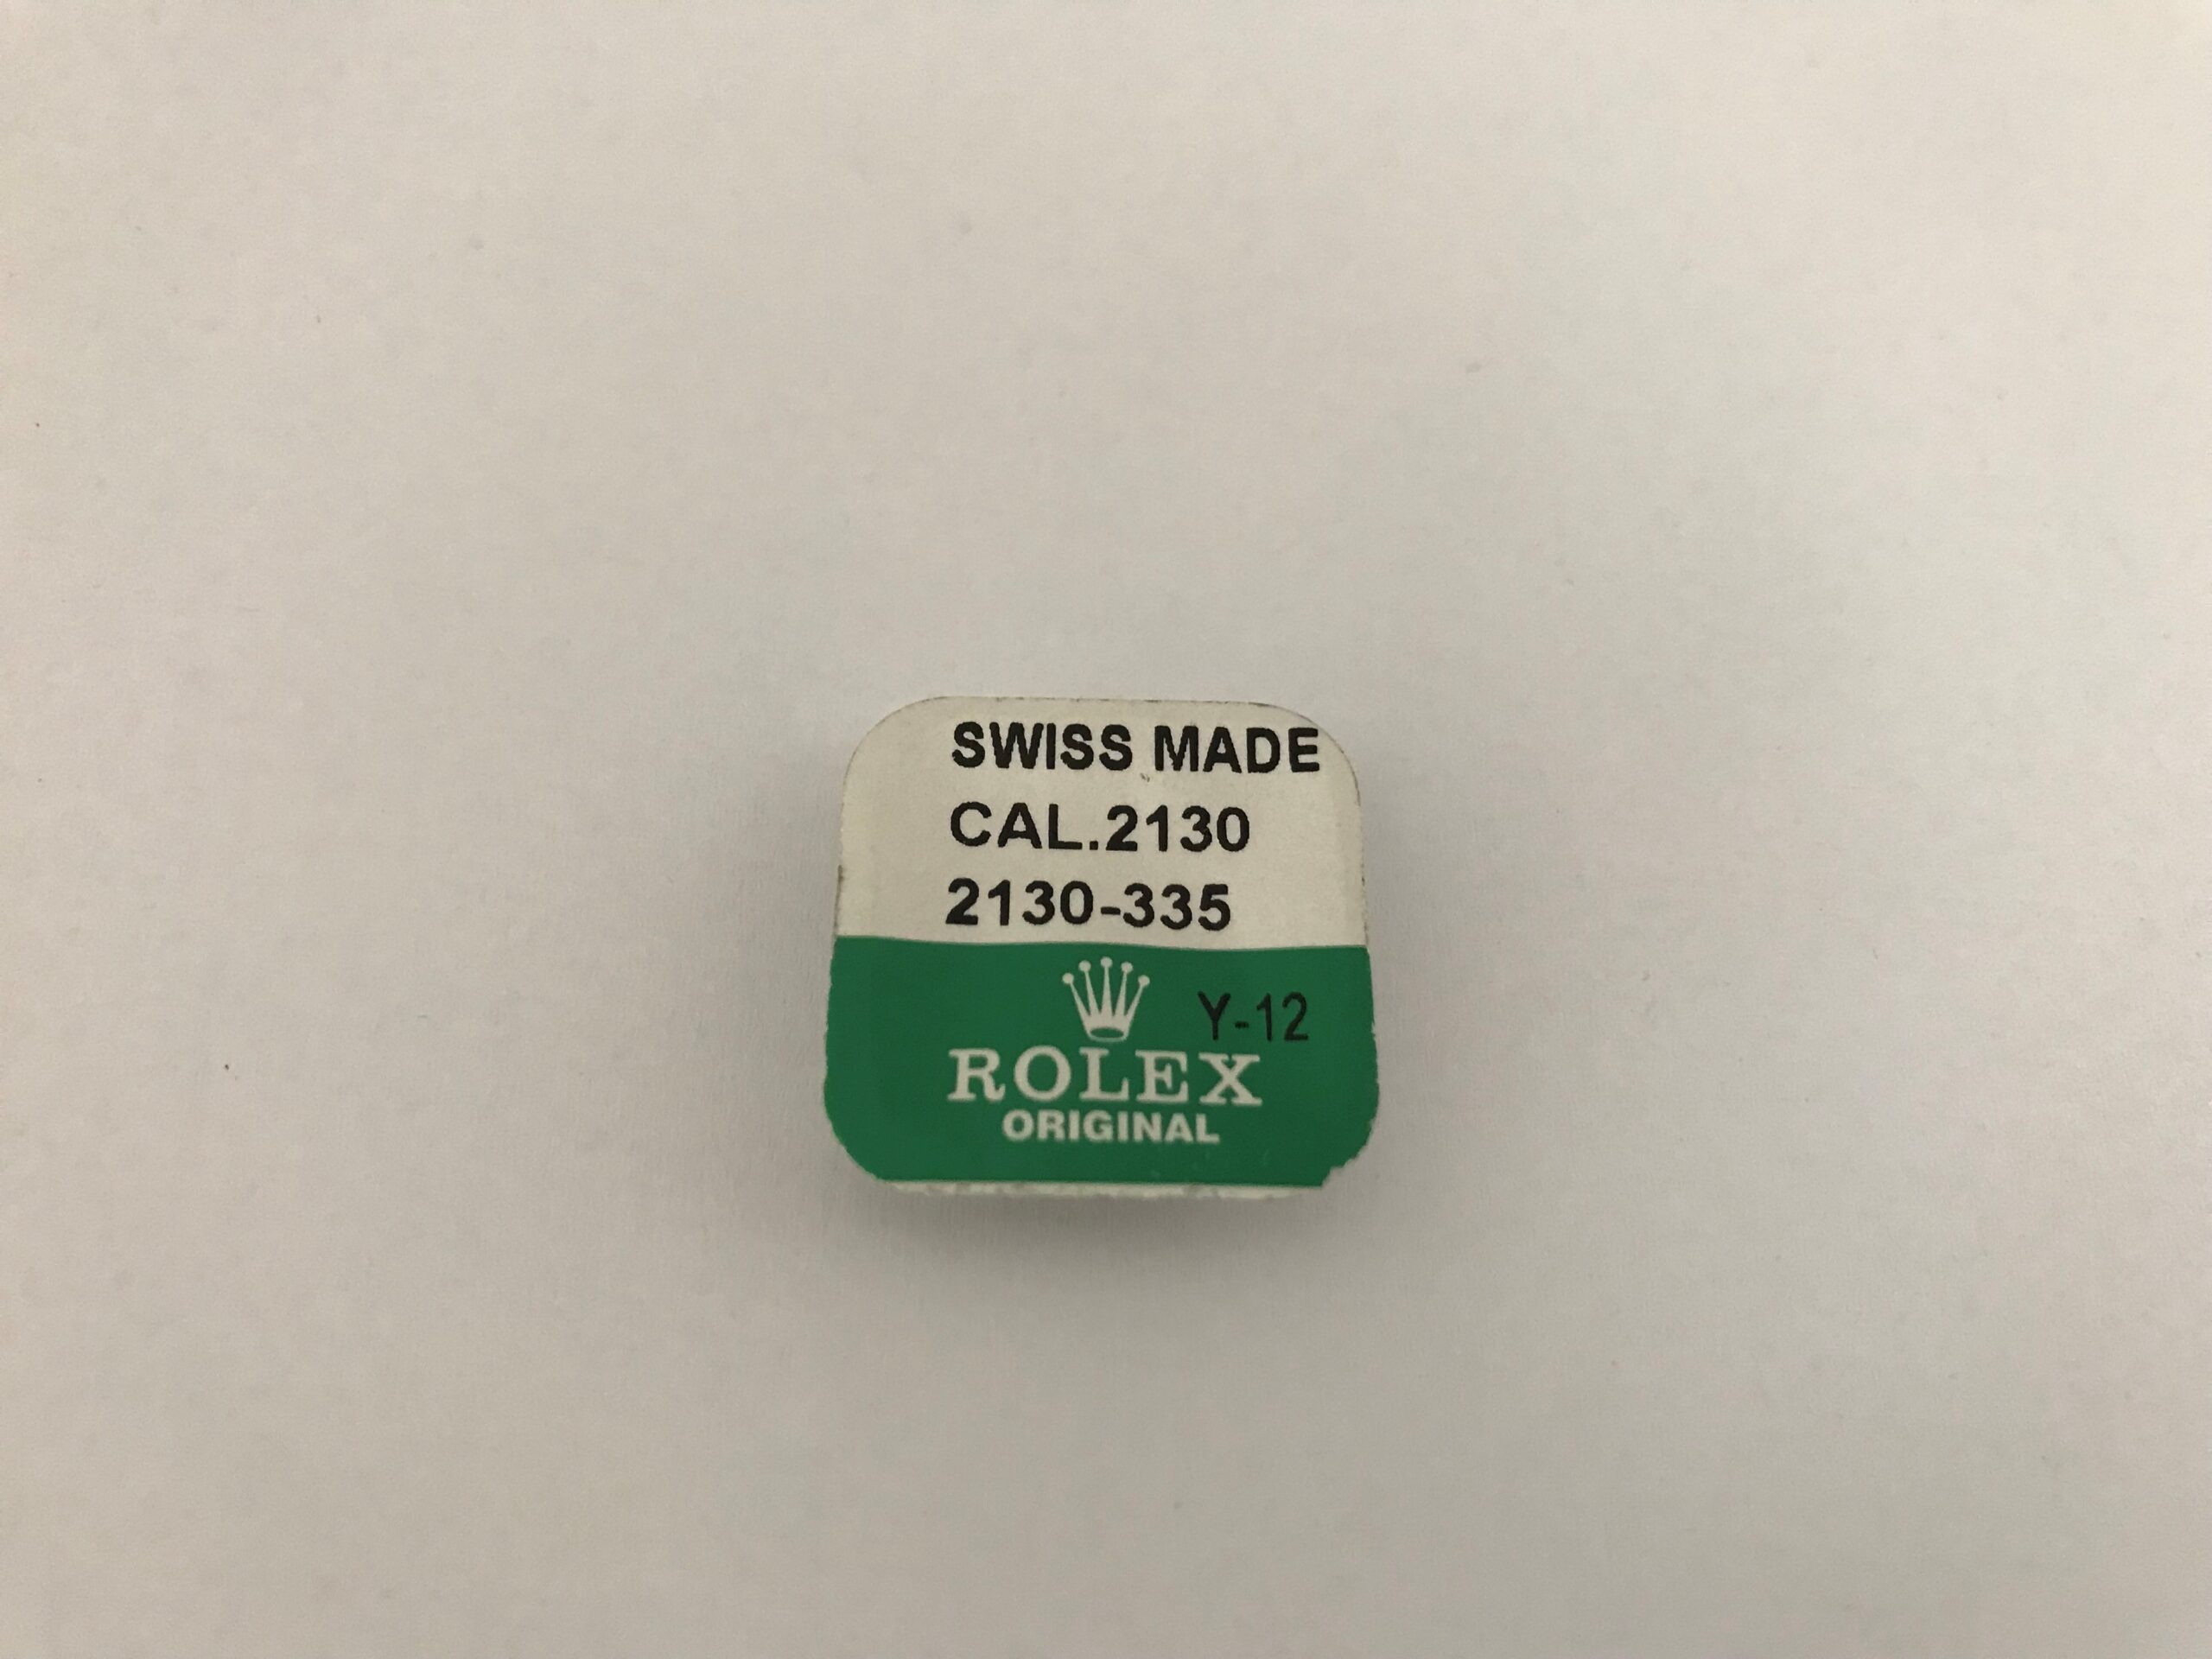 SWISS MADE
CAL.2130
2130-335
Y-12
ROLEX
ORIGINAL